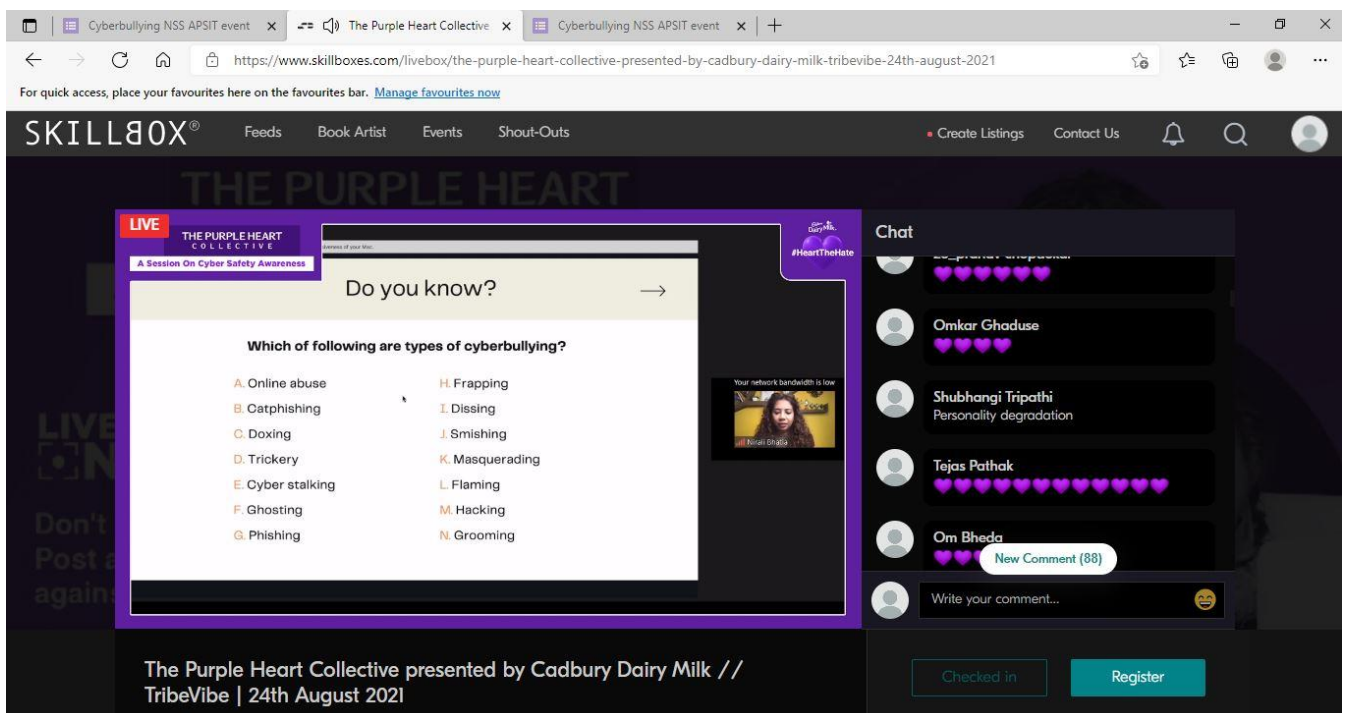 Cyberbullying NSS APSIT event
The Purple Heart Collective
Cyberbullying NSS APSIT event
https://www.skillboxes.com/livebox/the-purple-heart-collective-presented-by-cadbury-dairy-milk-tribevibe-24th-august-2021
For quick access, place your favourites here on the favourites bar. Manage favourites now
SKILLBOX® Feeds Book Artist Events Shout-Outs Create Listings Contact Us
THE PURPLE HEART
LIVE
THE PURPLE HEART
COLLECTIVE
A Session On Cyber Safety Awareness
Dairy Milk
#HeartTheHate
Do you know?
Which of following are types of cyberbullying?
A. Online abuse
B. Catphishing
C. Doxing
D. Trickery
E. Cyber stalking
F. Ghosting
G. Phishing
H. Frapping
I. Dissing
J. Smishing
K. Masquerading
L. Flaming
M. Hacking
N. Grooming
Your network bandwidth is low
Nirali Bhatia
Chat
💜💜💜💜💜💜
Omkar Ghaduse
💜💜💜💜
Shubhangi Tripathi
Personality degradation
Tejas Pathak
💜💜💜💜💜💜💜💜💜💜💜💜
Om Bheda
New Comment (88)
Write your comment...
LIVE
Don't
Post a
again
The Purple Heart Collective presented by Cadbury Dairy Milk //
TribeVibe | 24th August 2021
Checked in
Register